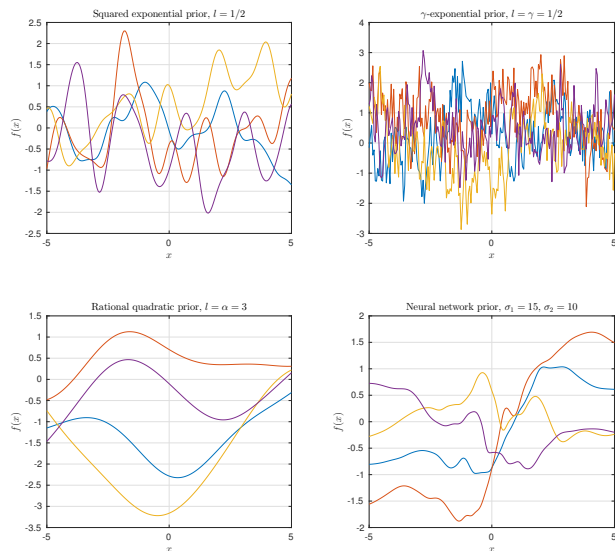 Squared exponential prior, l = 1/2
2.5
2
1.5
1
0.5
0
-0.5
-1
-1.5
-2
-2.5
f(x)
-5 0 5
x
γ-exponential prior, l = γ = 1/2
4
3
2
1
0
-1
-2
-3
f(x)
-5 0 5
x
Rational quadratic prior, l = α = 3
1.5
1
0.5
0
-0.5
-1
-1.5
-2
-2.5
-3
-3.5
f(x)
-5 0 5
x
Neural network prior, σ₁ = 15, σ₂ = 10
2
1.5
1
0.5
0
-0.5
-1
-1.5
-2
f(x)
-5 0 5
x